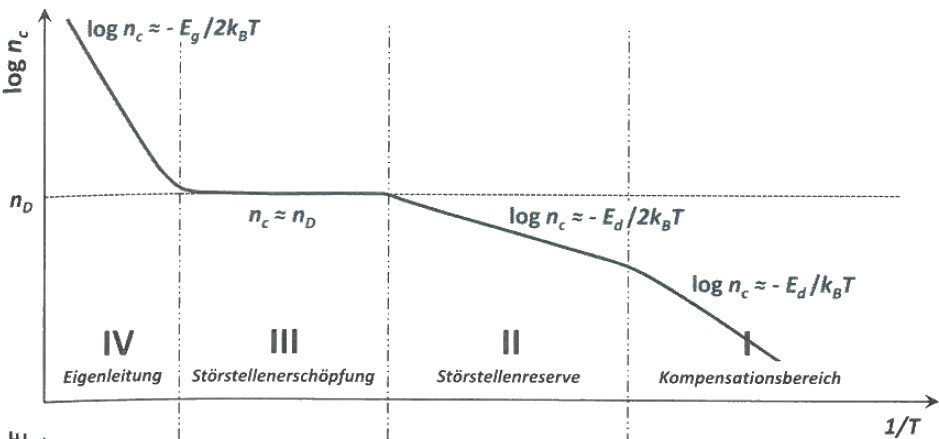 log n_c
log n_c ≈ - E_g/2k_BT
n_D
n_c ≈ n_D
log n_c ≈ - E_d/2k_BT
log n_c ≈ - E_d/k_BT
IV
III
II
I
Eigenleitung
Störstellenerschöpfung
Störstellenreserve
Kompensationsbereich
1/T
E